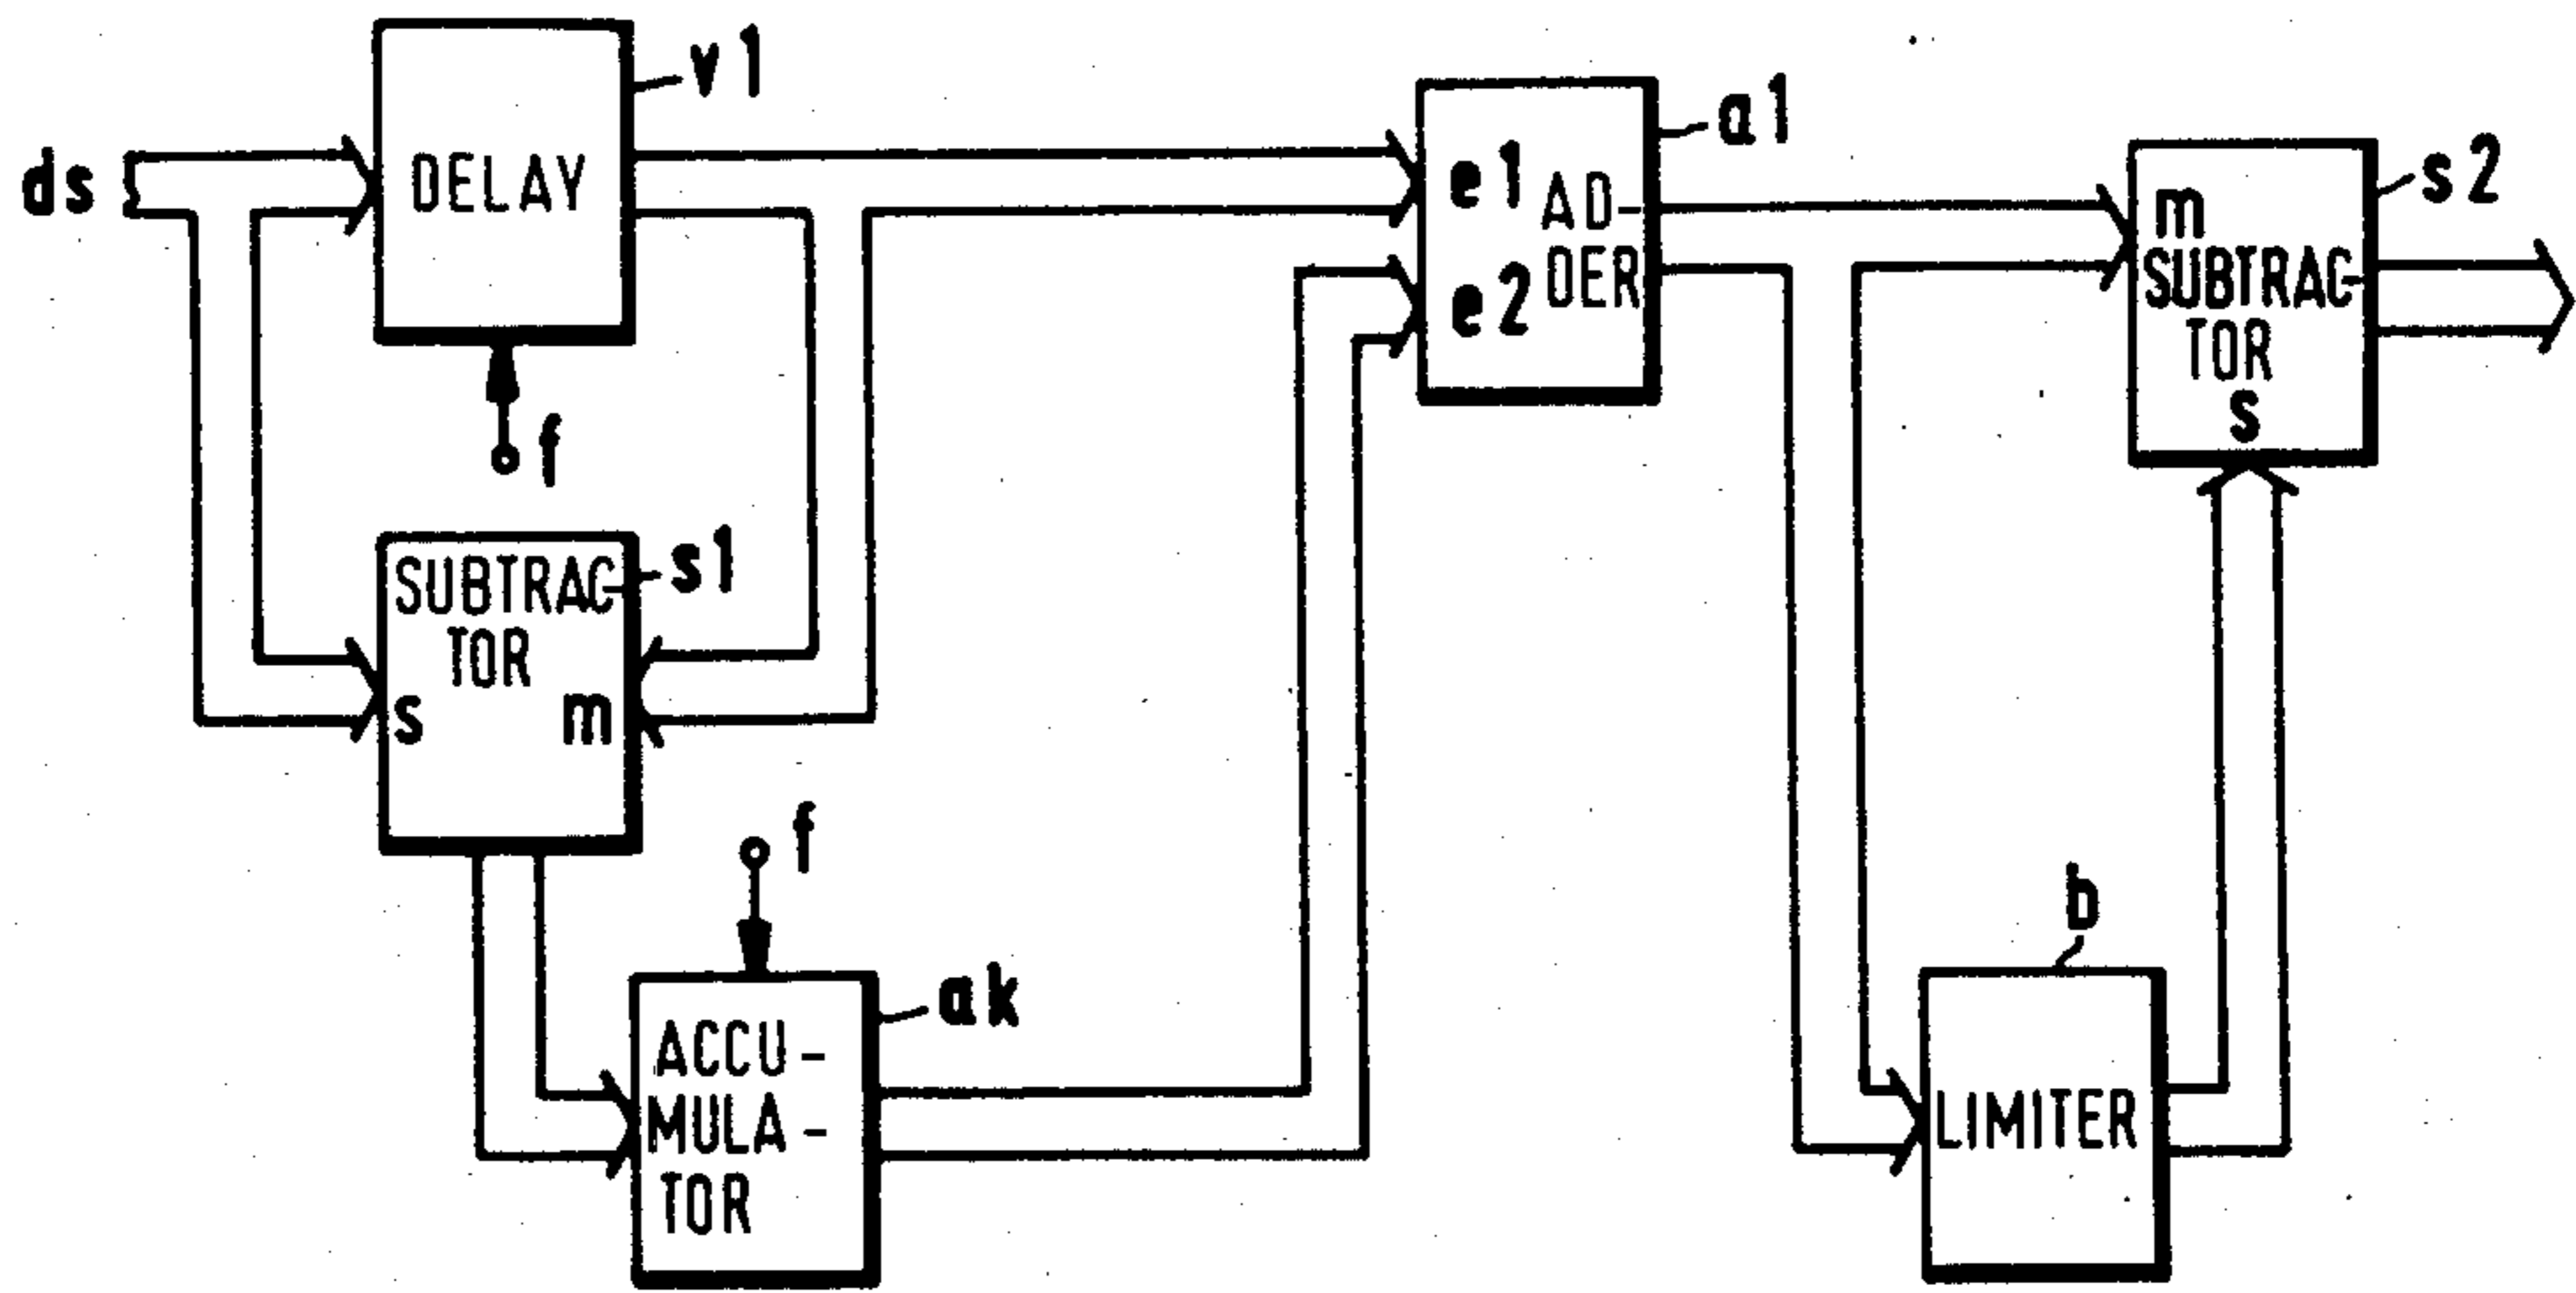 ds
DELAY
v1
f
SUBTRAC-
TOR
s1
s
m
f
ACCU-
MULA-
TOR
ak
e1
e2
AD-
DER
a1
m
SUBTRAC-
TOR
s
s2
b
LIMITER